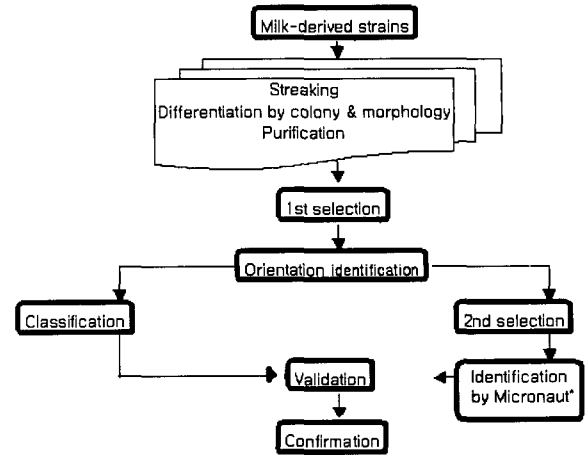 Milk-derived strains
Streaking
Differentiation by colony & morphology
Purification
1st selection
Orientation identification
Classification
2nd selection
Validation
Identification
by Micronaut*
Confirmation